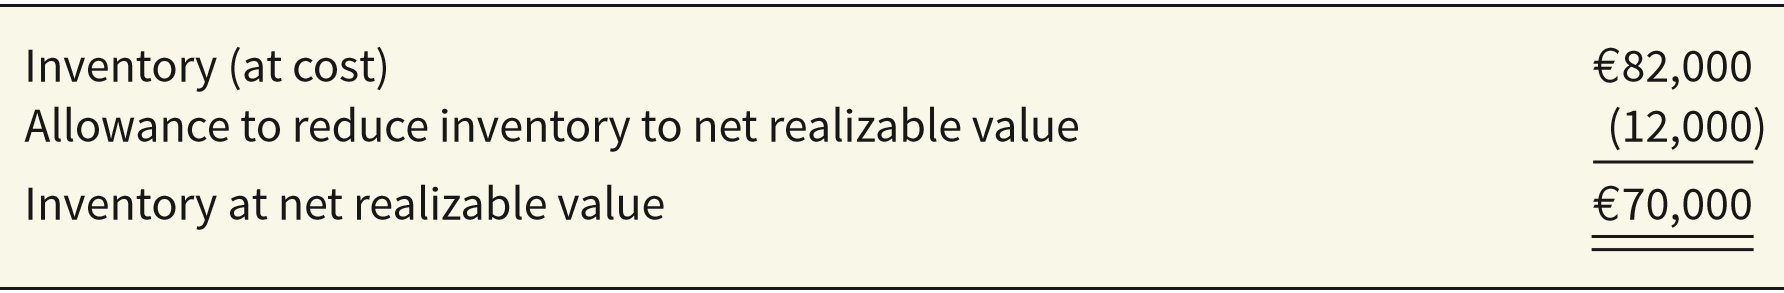 Inventory (at cost) €82,000
Allowance to reduce inventory to net realizable value (12,000)
Inventory at net realizable value €70,000